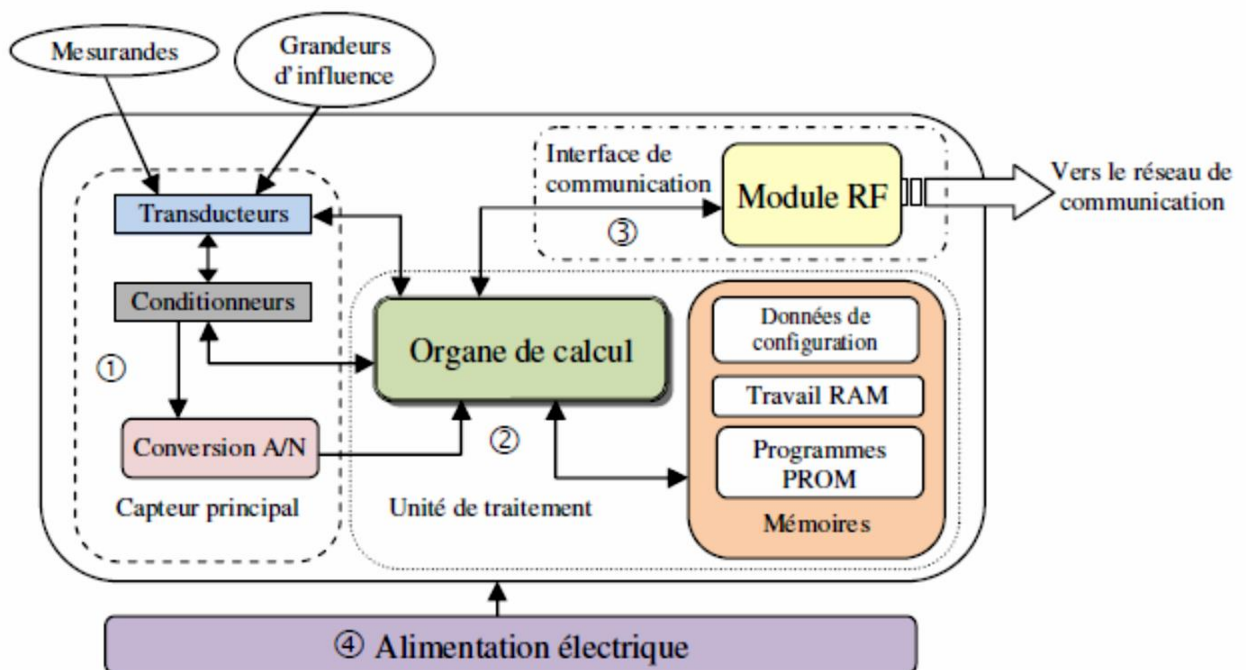 Mesurandes
Grandeurs
d'influence
Interface de
communication
Module RF
Vers le réseau de
communication
Transducteurs
③
Conditionneurs
Organe de calcul
Données de
configuration
①
Travail RAM
Conversion A/N
②
Programmes
PROM
Capteur principal
Unité de traitement
Mémoires
④ Alimentation électrique